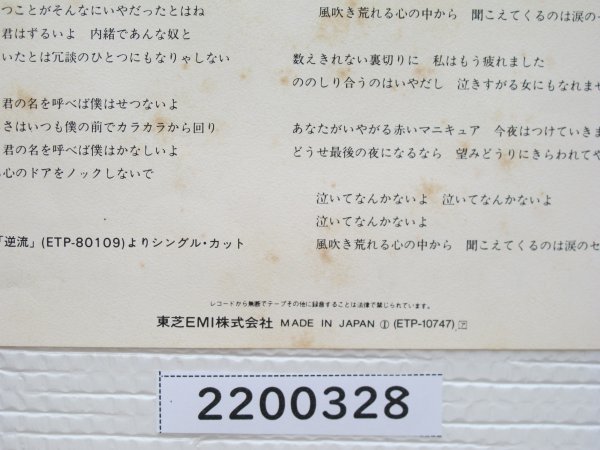 つことがそんなにいやだったとはね
君はずるいよ 内緒であんな奴と
いたとは冗談のひとつにもなりゃしない
君の名を呼べば僕はせつないよ
さはいつも僕の前でカラカラから回り
君の名を呼べば僕はかなしいよ
心のドアをノックしないで
「逆流」(ETP-80109)よりシングル・カット
風吹き荒れる心の中から 聞こえてくるのは涙の
数えきれない裏切りに 私はもう疲れました
ののしり合うのはいやだし 泣きすがる女にもなれませ
あなたがいやがる赤いマニキュア 今夜はつけていきま
どうせ最後の夜になるなら 望みどうりにきらわれてや
泣いてなんかないよ 泣いてなんかないよ
泣いてなんかないよ
風吹き荒れる心の中から 聞こえてくるのは涙のセ
レコードから無断でテープその他に録音することは法律で禁じられています。
東芝EMI株式会社 MADE IN JAPAN Ⓘ (ETP-10747) ア
2200328